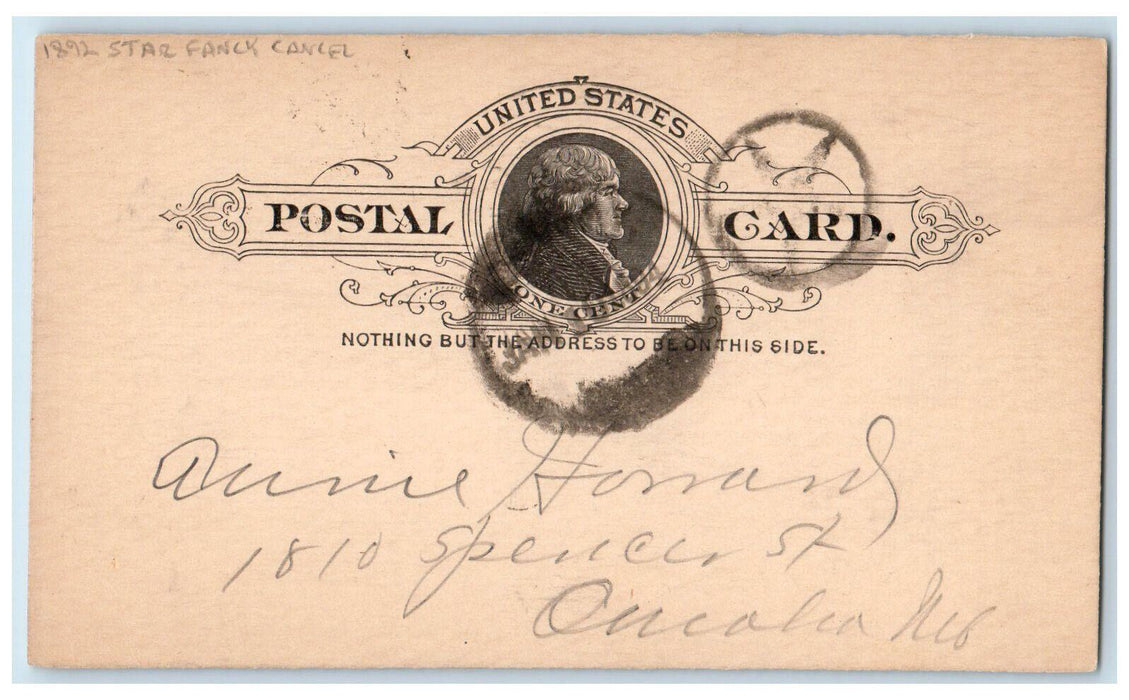 1892 STAR FANCY CANCEL
UNITED STATES
POSTAL CARD.
ONE CENT
NOTHING BUT THE ADDRESS TO BE ON THIS SIDE.
Annie Howard
1810 Spencer St
Omaha Neb